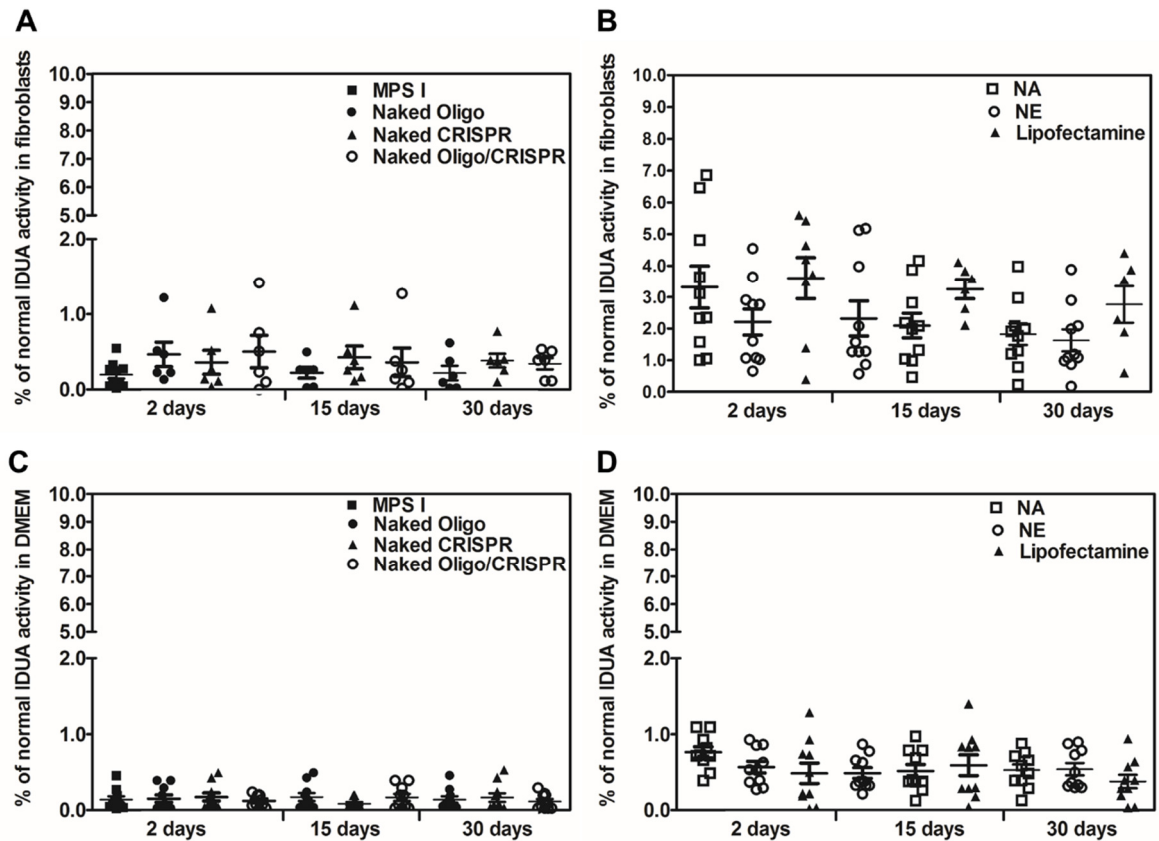 A
% of normal IDUA activity in fibroblasts
10.0
9.0
8.0
7.0
6.0
5.0
2.0
1.0
0.0
MPS I
Naked Oligo
Naked CRISPR
Naked Oligo/CRISPR
2 days
15 days
30 days
B
% of normal IDUA activity in fibroblasts
10.0
9.0
8.0
7.0
6.0
5.0
4.0
3.0
2.0
1.0
0.0
NA
NE
Lipofectamine
2 days
15 days
30 days
C
% of normal IDUA activity in DMEM
10.0
9.0
8.0
7.0
6.0
5.0
2.0
1.0
0.0
MPS I
Naked Oligo
Naked CRISPR
Naked Oligo/CRISPR
2 days
15 days
30 days
D
% of normal IDUA activity in DMEM
10.0
9.0
8.0
7.0
6.0
5.0
2.0
1.0
0.0
NA
NE
Lipofectamine
2 days
15 days
30 days